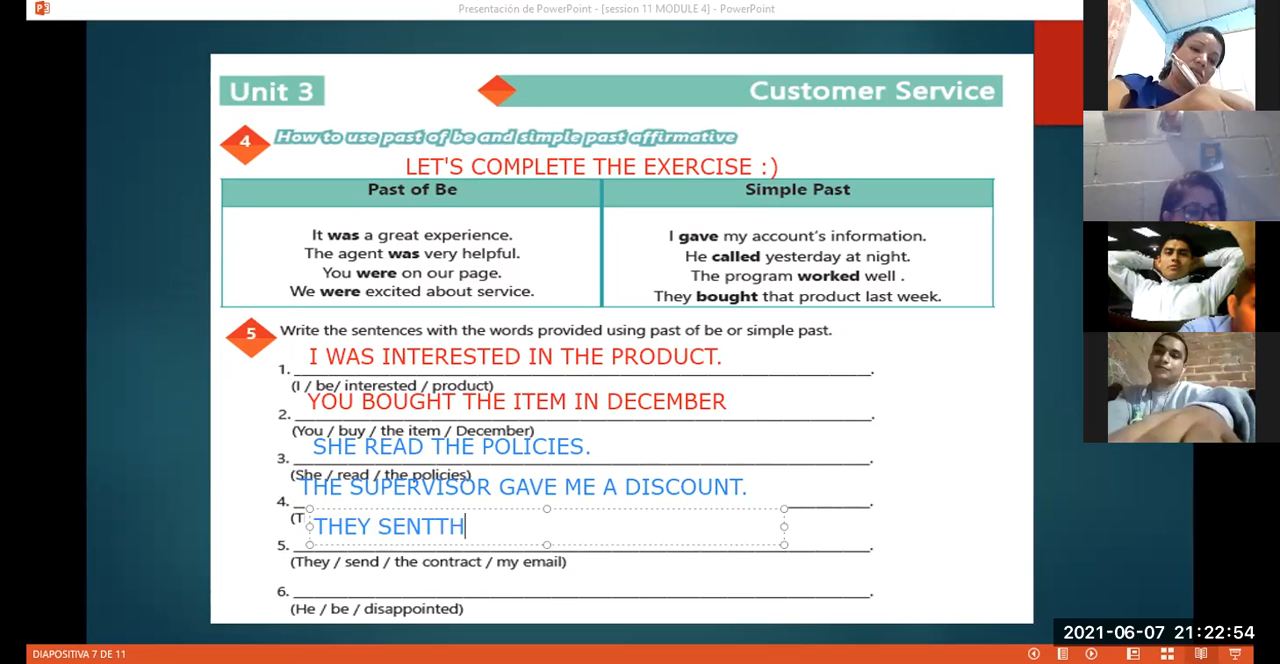 Presentación de PowerPoint - [session 11 MODULE 4] - PowerPoint
Unit 3
Customer Service
4 How to use past of be and simple past affirmative
LET'S COMPLETE THE EXERCISE :)
Past of Be
Simple Past
It was a great experience.
The agent was very helpful.
You were on our page.
We were excited about service.
I gave my account's information.
He called yesterday at night.
The program worked well .
They bought that product last week.
5 Write the sentences with the words provided using past of be or simple past.
I WAS INTERESTED IN THE PRODUCT.
1. .
(I / be/ interested / product)
YOU BOUGHT THE ITEM IN DECEMBER
2. .
(You / buy / the item / December)
SHE READ THE POLICIES.
3. .
(She / read / the policies)
THE SUPERVISOR GAVE ME A DISCOUNT.
4. .
(T
THEY SENTTH
5. .
(They / send / the contract / my email)
6. .
(He / be / disappointed)
2021-06-07 21:22:54
DIAPOSITIVA 7 DE 11